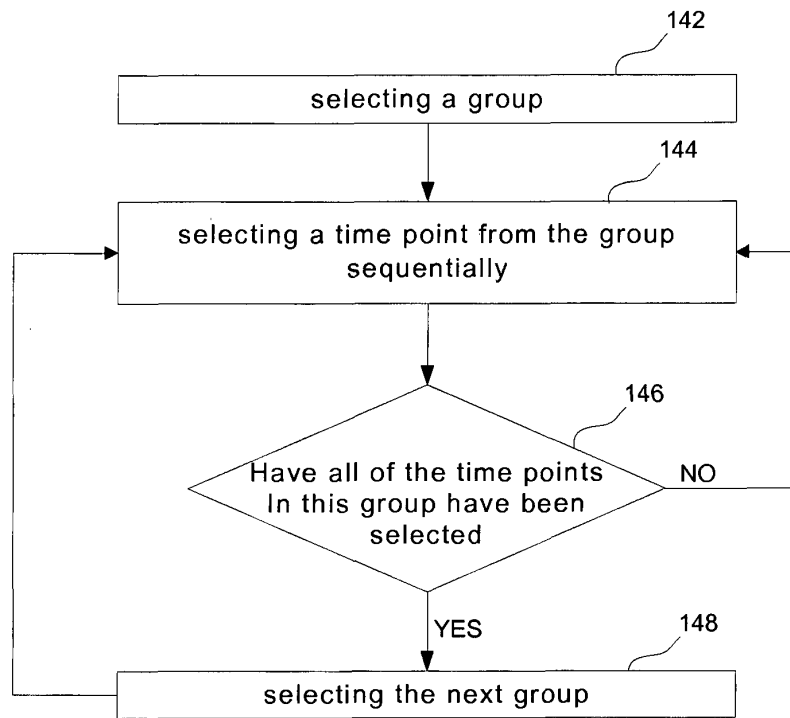 142
selecting a group
144
selecting a time point from the group
sequentially
146
Have all of the time points
In this group have been
selected
NO
YES
148
selecting the next group